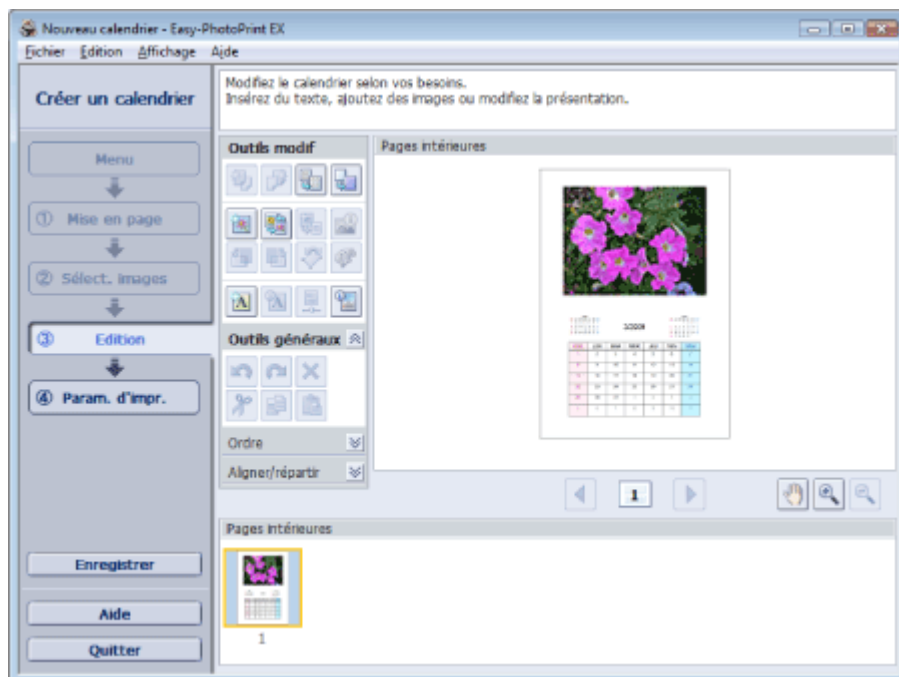 Nouveau calendrier - Easy-PhotoPrint EX
Fichier Edition Affichage Aide
Créer un calendrier
Modifiez le calendrier selon vos besoins.
Insérez du texte, ajoutez des images ou modifiez la présentation.
Menu
① Mise en page
② Sélect. images
③ Edition
④ Param. d'impr.
Enregistrer
Aide
Quitter
Outils modif
Outils généraux
Ordre
Aligner/répartir
Pages intérieures
1
Pages intérieures
1